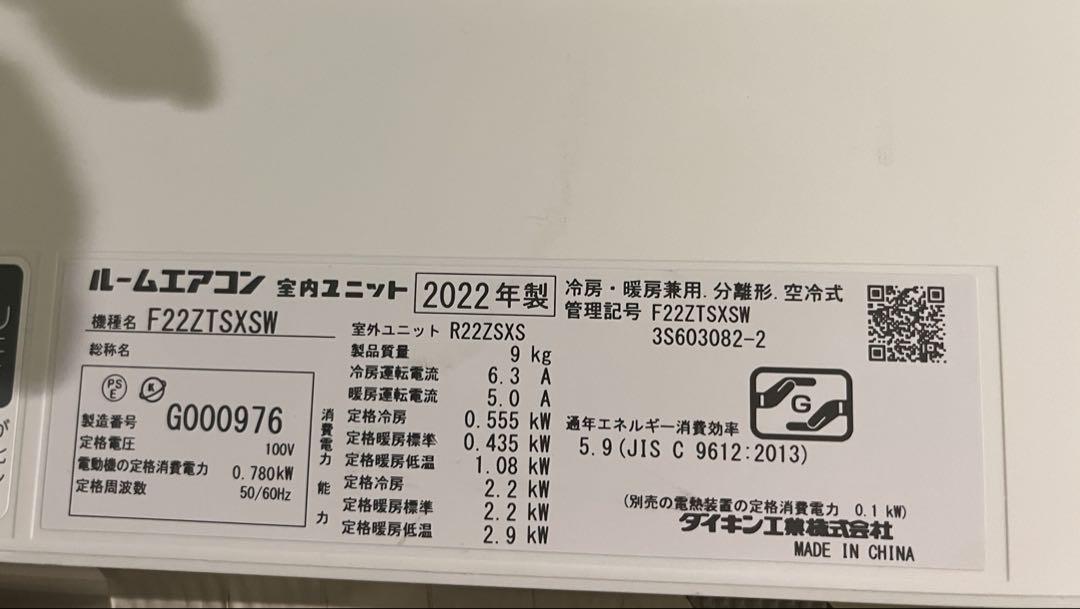 ルームエアコン 室内ユニット 2022年製
冷房・暖房兼用.分離形.空冷式
機種名 F22ZTSXSW
総称名
PSE
製造番号 G000976
定格電圧 100V
電動機の定格消費電力 0.780kW
定格周波数 50/60Hz
室外ユニット R22ZSXS
製品質量 9 kg
冷房運転電流 6.3 A
暖房運転電流 5.0 A
消費電力
定格冷房 0.555 kW
定格暖房標準 0.435 kW
定格暖房低温 1.08 kW
能力
定格冷房 2.2 kW
定格暖房標準 2.2 kW
定格暖房低温 2.9 kW
管理記号 F22ZTSXSW
3S603082-2
G
通年エネルギー消費効率
5.9(JIS C 9612:2013)
(別売の電熱装置の定格消費電力 0.1 kW)
ダイキン工業株式会社
MADE IN CHINA